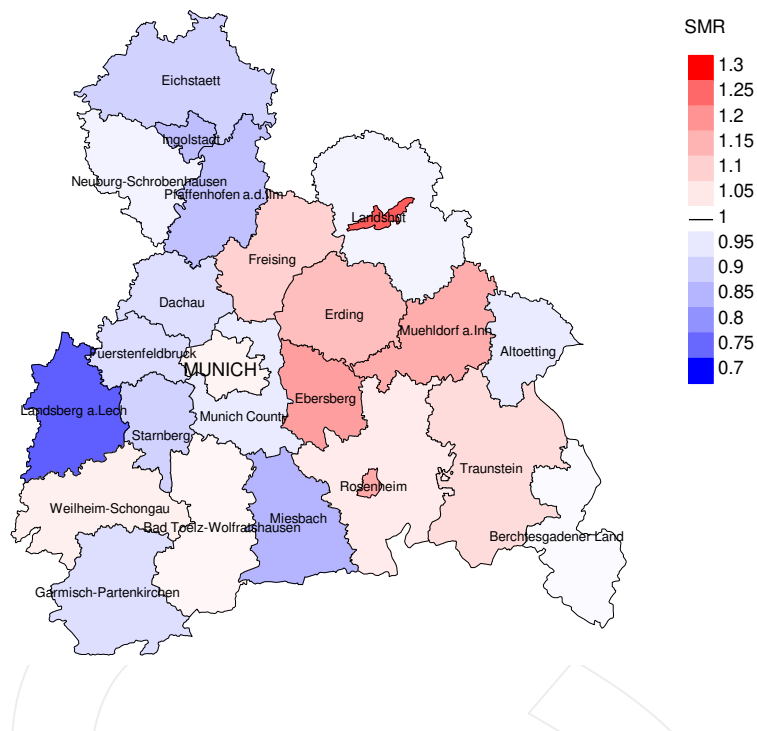 SMR
1.3
1.25
1.2
1.15
1.1
1.05
1
0.95
0.9
0.85
0.8
0.75
0.7
Eichstaett
Ingolstadt
Neuburg-Schrobenhausen
Pfaffenhofen a.d.Ilm
Landshut
Freising
Dachau
Erding
Muehldorf a.Inn
Altoetting
Fuerstenfeldbruck
MUNICH
Ebersberg
Landsberg a.Lech
Munich County
Starnberg
Traunstein
Rosenheim
Weilheim-Schongau
Miesbach
Bad Toelz-Wolfratshausen
Berchtesgadener Land
Garmisch-Partenkirchen